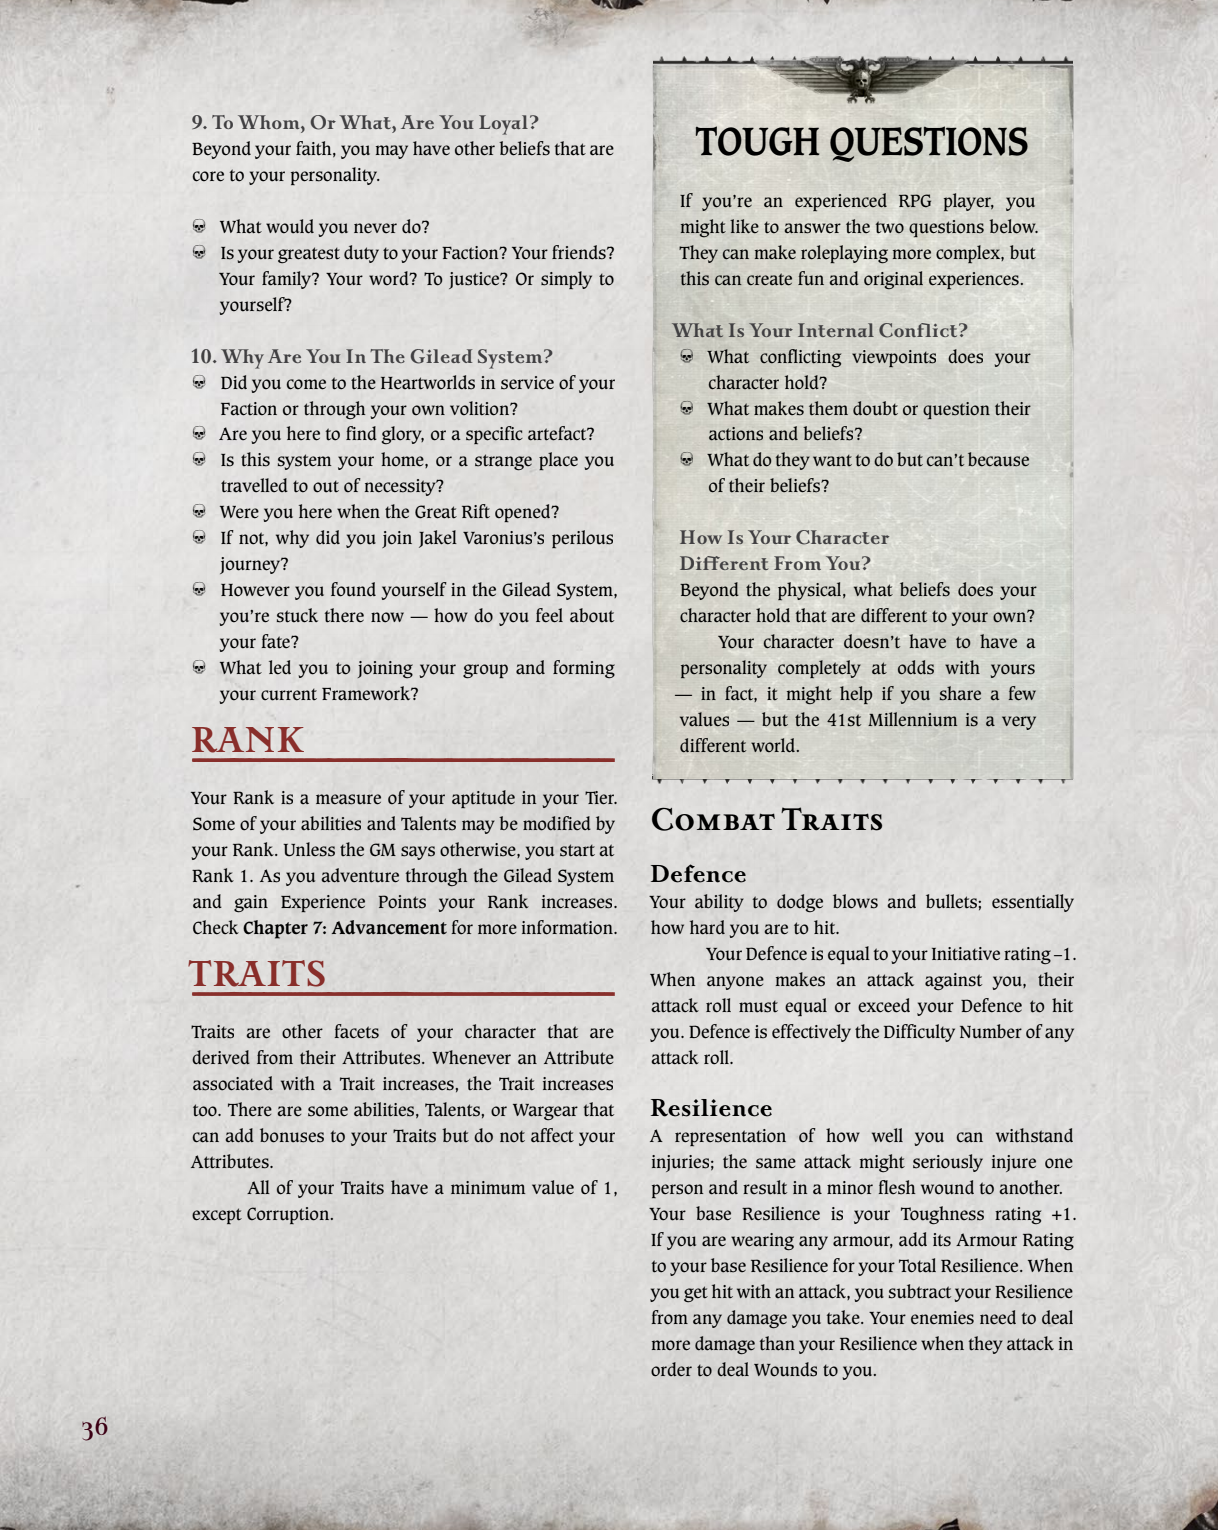 9. To Whom, Or What, Are You Loyal?
Beyond your faith, you may have other beliefs that are
core to your personality.
What would you never do?
Is your greatest duty to your Faction? Your friends?
Your family? Your word? To justice? Or simply to
yourself?
10. Why Are You In The Gilead System?
Did you come to the Heartworlds in service of your
Faction or through your own volition?
Are you here to find glory, or a specific artefact?
Is this system your home, or a strange place you
travelled to out of necessity?
Were you here when the Great Rift opened?
If not, why did you join Jakel Varonius's perilous
journey?
However you found yourself in the Gilead System,
you're stuck there now — how do you feel about
your fate?
What led you to joining your group and forming
your current Framework?
RANK
Your Rank is a measure of your aptitude in your Tier.
Some of your abilities and Talents may be modified by
your Rank. Unless the GM says otherwise, you start at
Rank 1. As you adventure through the Gilead System
and gain Experience Points your Rank increases.
Check Chapter 7: Advancement for more information.
TRAITS
Traits are other facets of your character that are
derived from their Attributes. Whenever an Attribute
associated with a Trait increases, the Trait increases
too. There are some abilities, Talents, or Wargear that
can add bonuses to your Traits but do not affect your
Attributes.
All of your Traits have a minimum value of 1,
except Corruption.
TOUGH QUESTIONS
If you're an experienced RPG player, you
might like to answer the two questions below.
They can make roleplaying more complex, but
this can create fun and original experiences.
What Is Your Internal Conflict?
What conflicting viewpoints does your
character hold?
What makes them doubt or question their
actions and beliefs?
What do they want to do but can't because
of their beliefs?
How Is Your Character
Different From You?
Beyond the physical, what beliefs does your
character hold that are different to your own?
Your character doesn't have to have a
personality completely at odds with yours
— in fact, it might help if you share a few
values — but the 41st Millennium is a very
different world.
Combat Traits
Defence
Your ability to dodge blows and bullets; essentially
how hard you are to hit.
Your Defence is equal to your Initiative rating –1.
When anyone makes an attack against you, their
attack roll must equal or exceed your Defence to hit
you. Defence is effectively the Difficulty Number of any
attack roll.
Resilience
A representation of how well you can withstand
injuries; the same attack might seriously injure one
person and result in a minor flesh wound to another.
Your base Resilience is your Toughness rating +1.
If you are wearing any armour, add its Armour Rating
to your base Resilience for your Total Resilience. When
you get hit with an attack, you subtract your Resilience
from any damage you take. Your enemies need to deal
more damage than your Resilience when they attack in
order to deal Wounds to you.
36